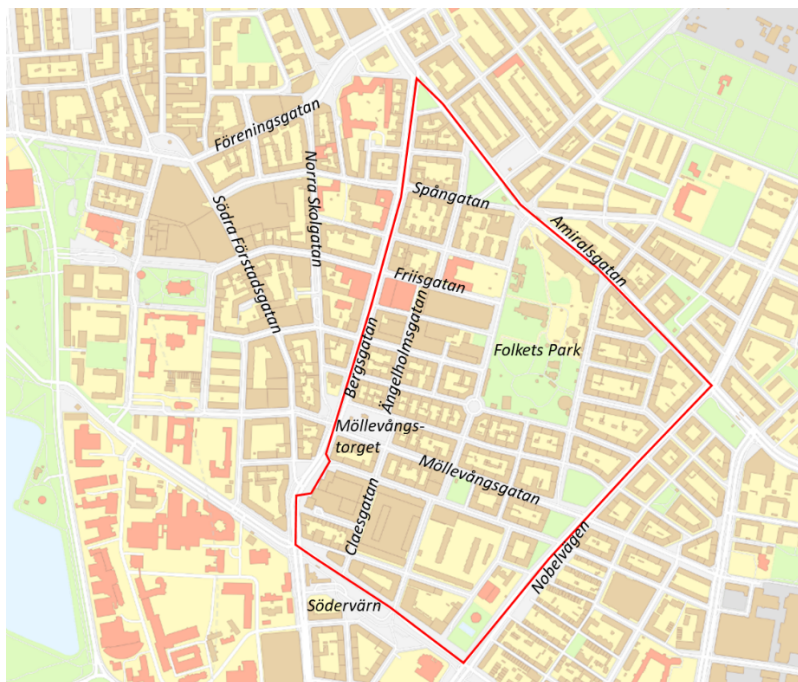 Föreningsgatan
Norra Skolgatan
Södra Förstadsgatan
Spångatan
Amiralsgatan
Friisgatan
Ängelholmsgatan
Bergsgatan
Folkets Park
Möllevångs-
torget
Möllevångsgatan
Claesgatan
Nobelvägen
Södervärn